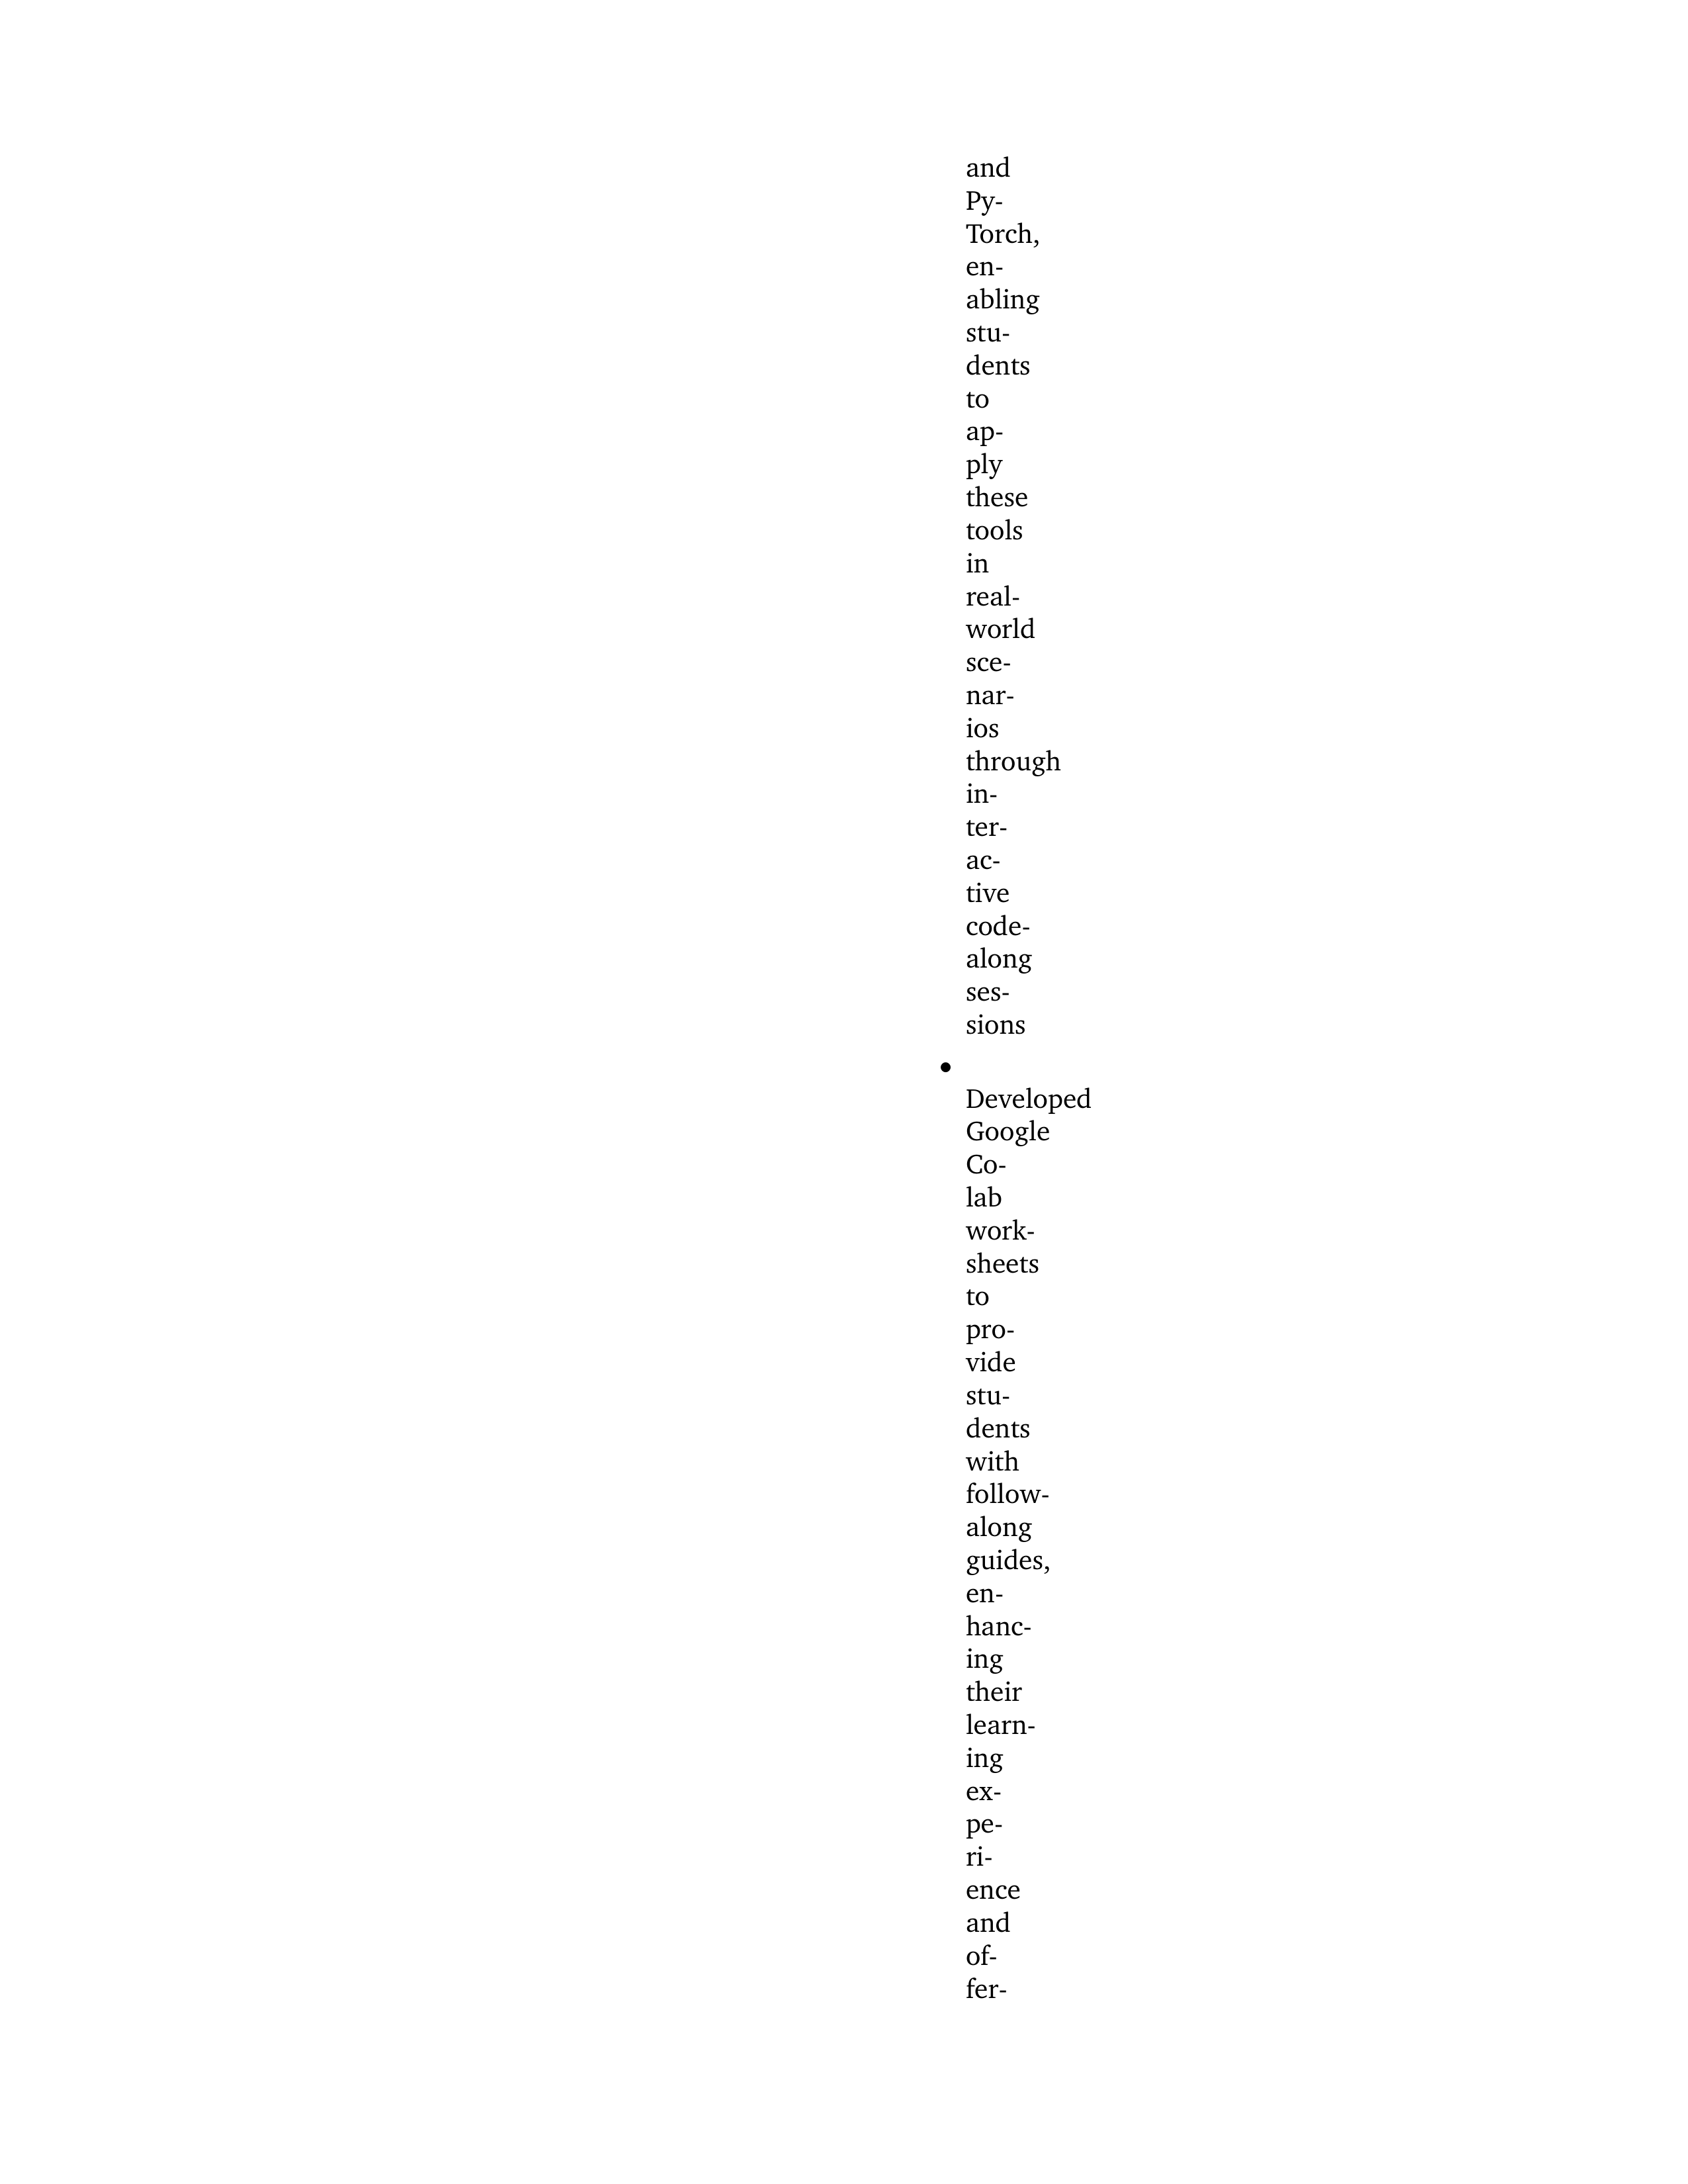 and
Py-
Torch,
en-
abling
stu-
dents
to
ap-
ply
these
tools
in
real-
world
sce-
nar-
ios
through
in-
ter-
ac-
tive
code-
along
ses-
sions
•
Developed
Google
Co-
lab
work-
sheets
to
pro-
vide
stu-
dents
with
follow-
along
guides,
en-
hanc-
ing
their
learn-
ing
ex-
pe-
ri-
ence
and
of-
fer-